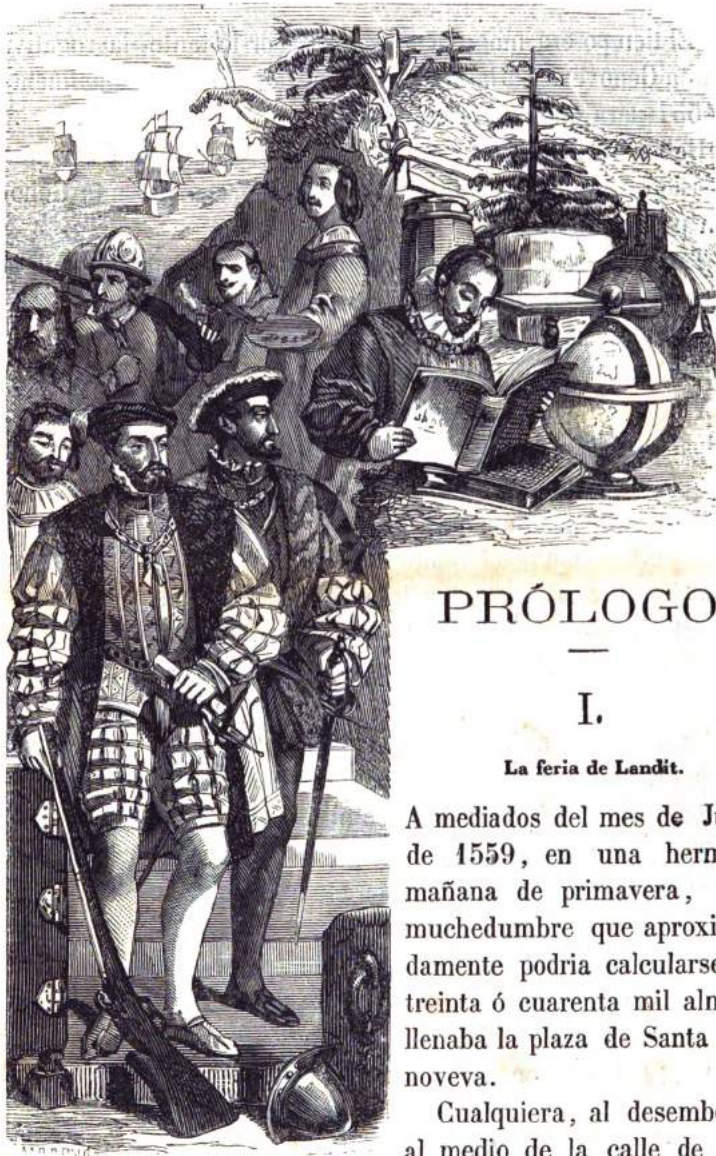 PRÓLOGO
I.
La feria de Landit.
A mediados del mes de
de 1559, en una
mañana de primavera,
muchedumbre que
damente podria calcularse
treinta ó cuarenta mil
llenaba la plaza de Santa
noveva.
Cualquiera, al
al medio de la calle de